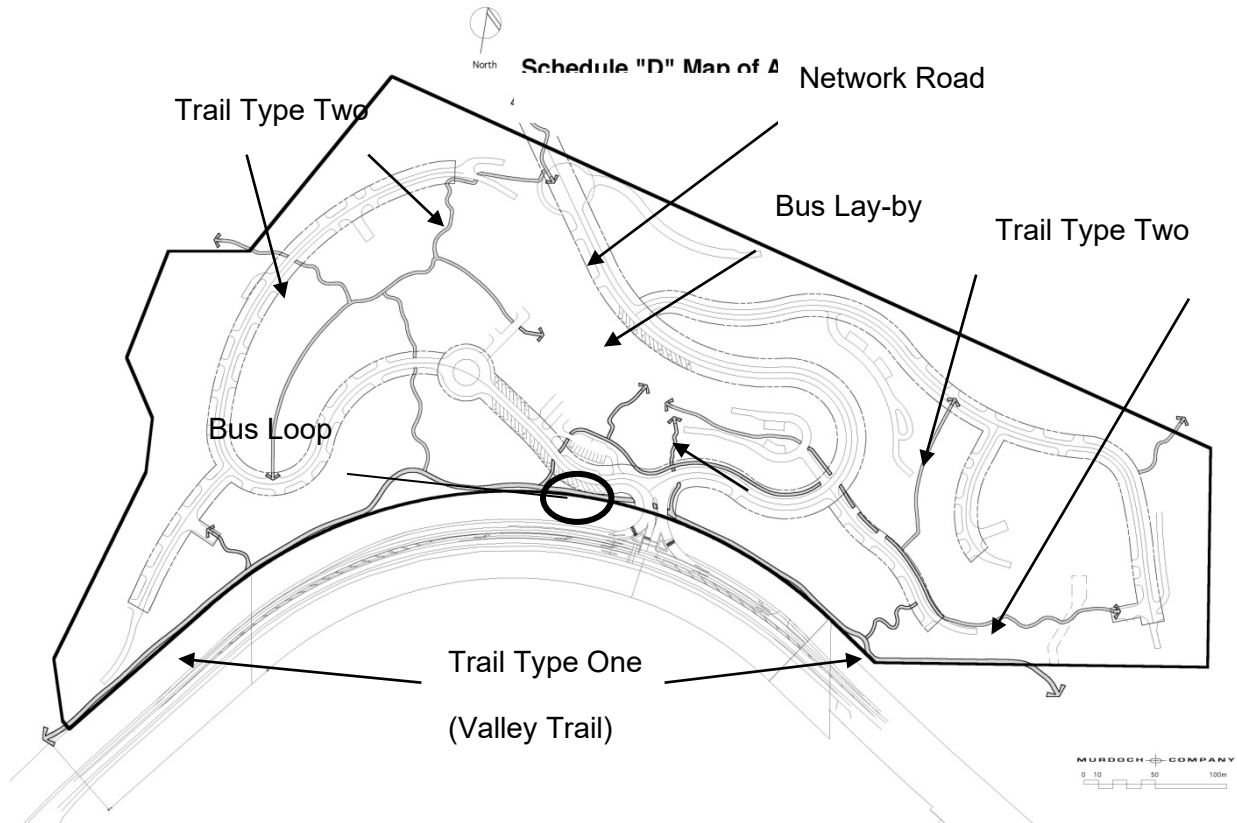 North
Schedule "D" Map of A
Network Road
Trail Type Two
Bus Lay-by
Trail Type Two
Bus Loop
Trail Type One
(Valley Trail)
MURDOCH COMPANY
0 10 50 100m